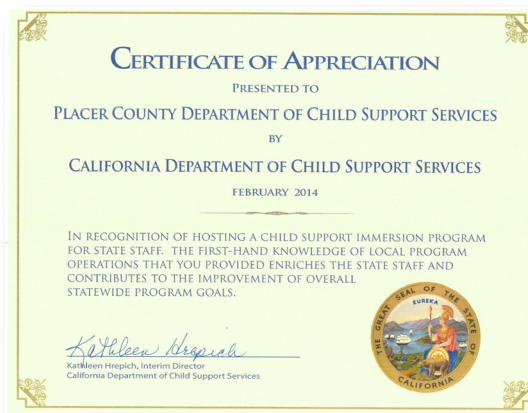 CERTIFICATE OF APPRECIATION
PRESENTED TO
PLACER COUNTY DEPARTMENT OF CHILD SUPPORT SERVICES
BY
CALIFORNIA DEPARTMENT OF CHILD SUPPORT SERVICES
FEBRUARY 2014
IN RECOGNITION OF HOSTING A CHILD SUPPORT IMMERSION PROGRAM
FOR STATE STAFF. THE FIRST-HAND KNOWLEDGE OF LOCAL PROGRAM
OPERATIONS THAT YOU PROVIDED ENRICHES THE STATE STAFF AND
CONTRIBUTES TO THE IMPROVEMENT OF OVERALL
STATEWIDE PROGRAM GOALS.
Kathleen Hrepich
Kathleen Hrepich, Interim Director
California Department of Child Support Services
THE GREAT SEAL OF THE STATE OF CALIFORNIA
EUREKA